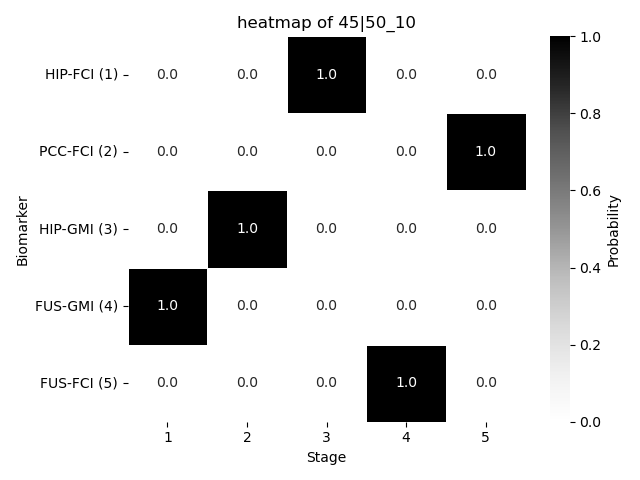 heatmap of 45|50_10
HIP-FCI (1) 0.0 0.0 1.0 0.0 0.0
PCC-FCI (2) 0.0 0.0 0.0 0.0 1.0
HIP-GMI (3) 0.0 1.0 0.0 0.0 0.0
FUS-GMI (4) 1.0 0.0 0.0 0.0 0.0
FUS-FCI (5) 0.0 0.0 0.0 1.0 0.0
1 2 3 4 5
Stage
Biomarker
1.0
0.8
0.6
0.4
0.2
0.0
Probability